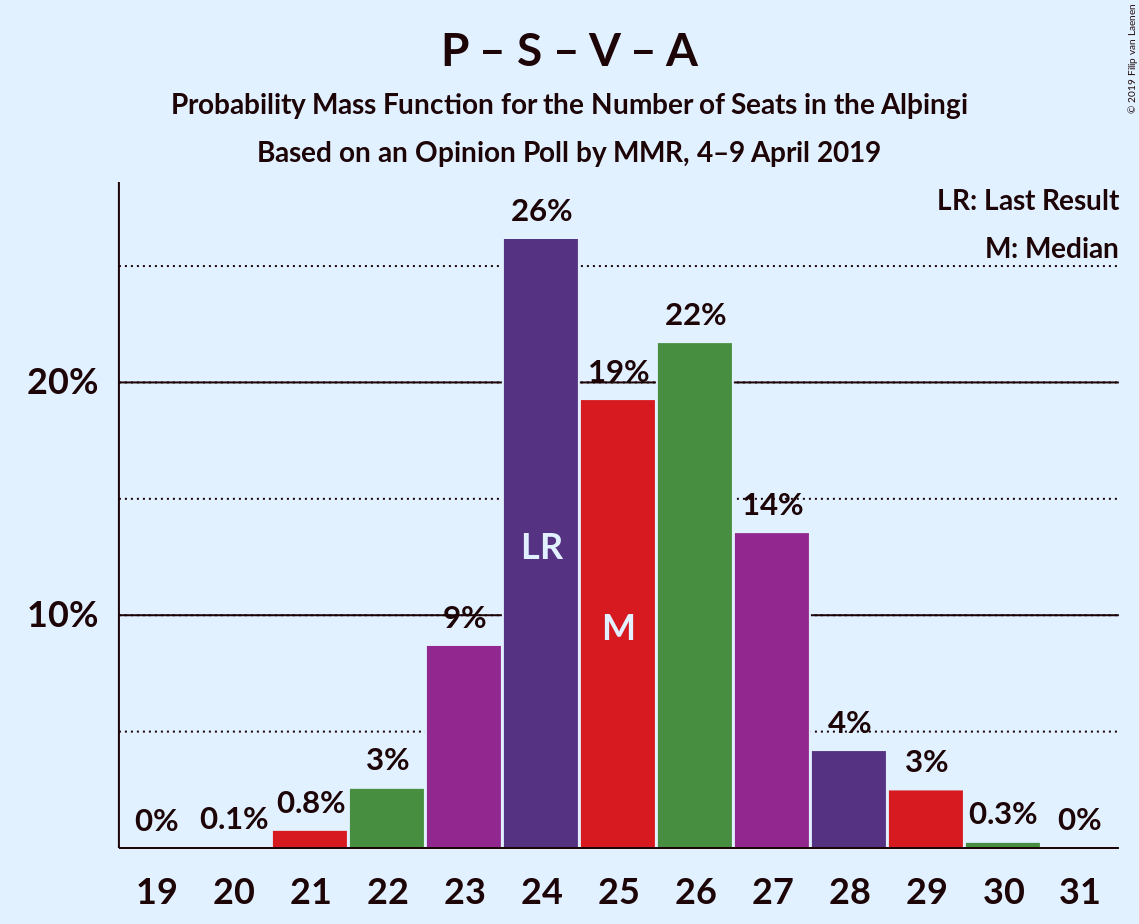 P – S – V – A
Probability Mass Function for the Number of Seats in the Alþingi
Based on an Opinion Poll by MMR, 4–9 April 2019
© 2019 Filip van Laenen
LR: Last Result
M: Median
26%
22%
19%
14%
9%
4%
3%
3%
0.8%
0.3%
0.1%
0%
0%
LR
M
20%
10%
19 20 21 22 23 24 25 26 27 28 29 30 31